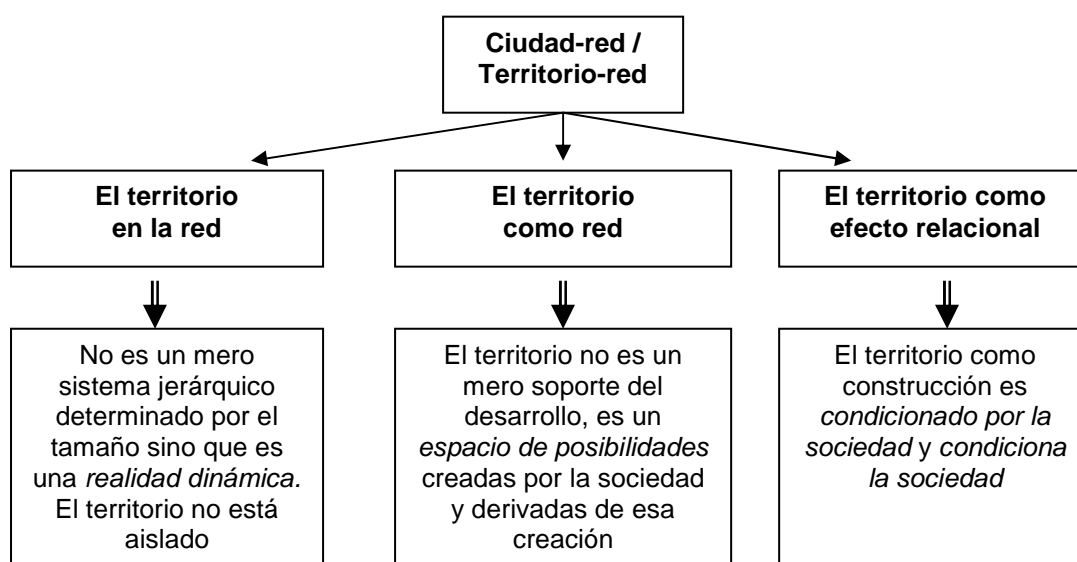 Ciudad-red /
Territorio-red
El territorio
en la red
El territorio
como red
El territorio como
efecto relacional
No es un mero
sistema jerárquico
determinado por el
tamaño sino que es
una realidad dinámica.
El territorio no está
aislado
El territorio no es un
mero soporte del
desarrollo, es un
espacio de posibilidades
creadas por la sociedad
y derivadas de esa
creación
El territorio como
construcción es
condicionado por la
sociedad y condiciona
la sociedad